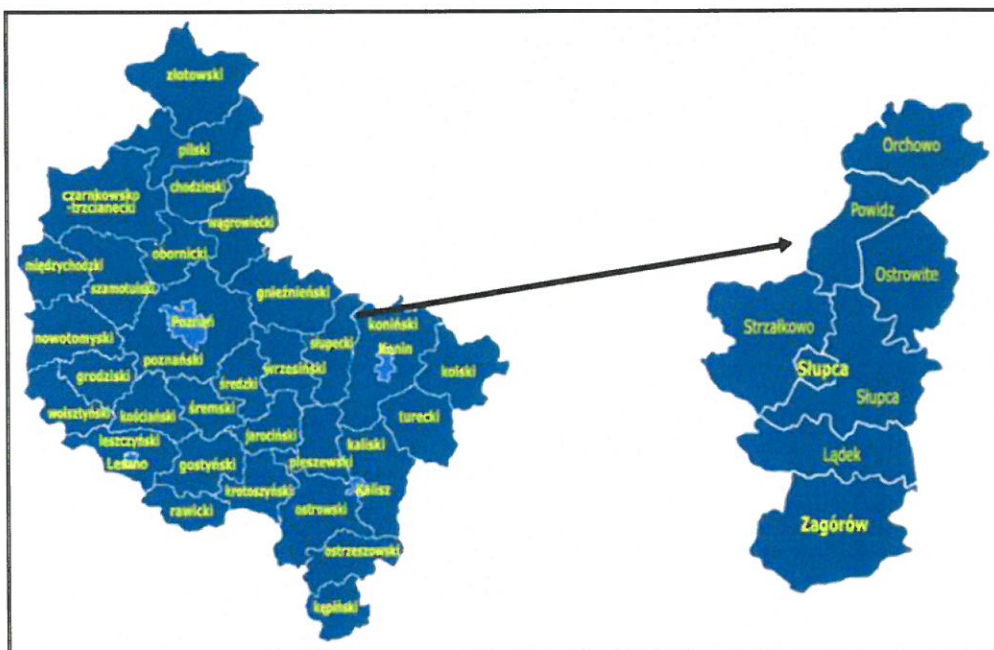 złotowski
pilski
chodzieski
czarnkowsko
-trzcianecki
wągrowiecki
obornicki
międzychodzki
szamotulski
gnieźnieński
Poznań
koniński
nowotomyski
słupecki
Konin
poznański
wrzesiński
kolski
grodziski
średzki
wolsztyński
kościański
śremski
turecki
leszczyński
jarociński
kaliski
Leszno
gostyński
pleszewski
krotoszyński
Kalisz
rawicki
ostrowski
ostrzeszowski
kępiński
Orchowo
Powidz
Ostrowite
Strzałkowo
Słupca
Słupca
Lądek
Zagórów